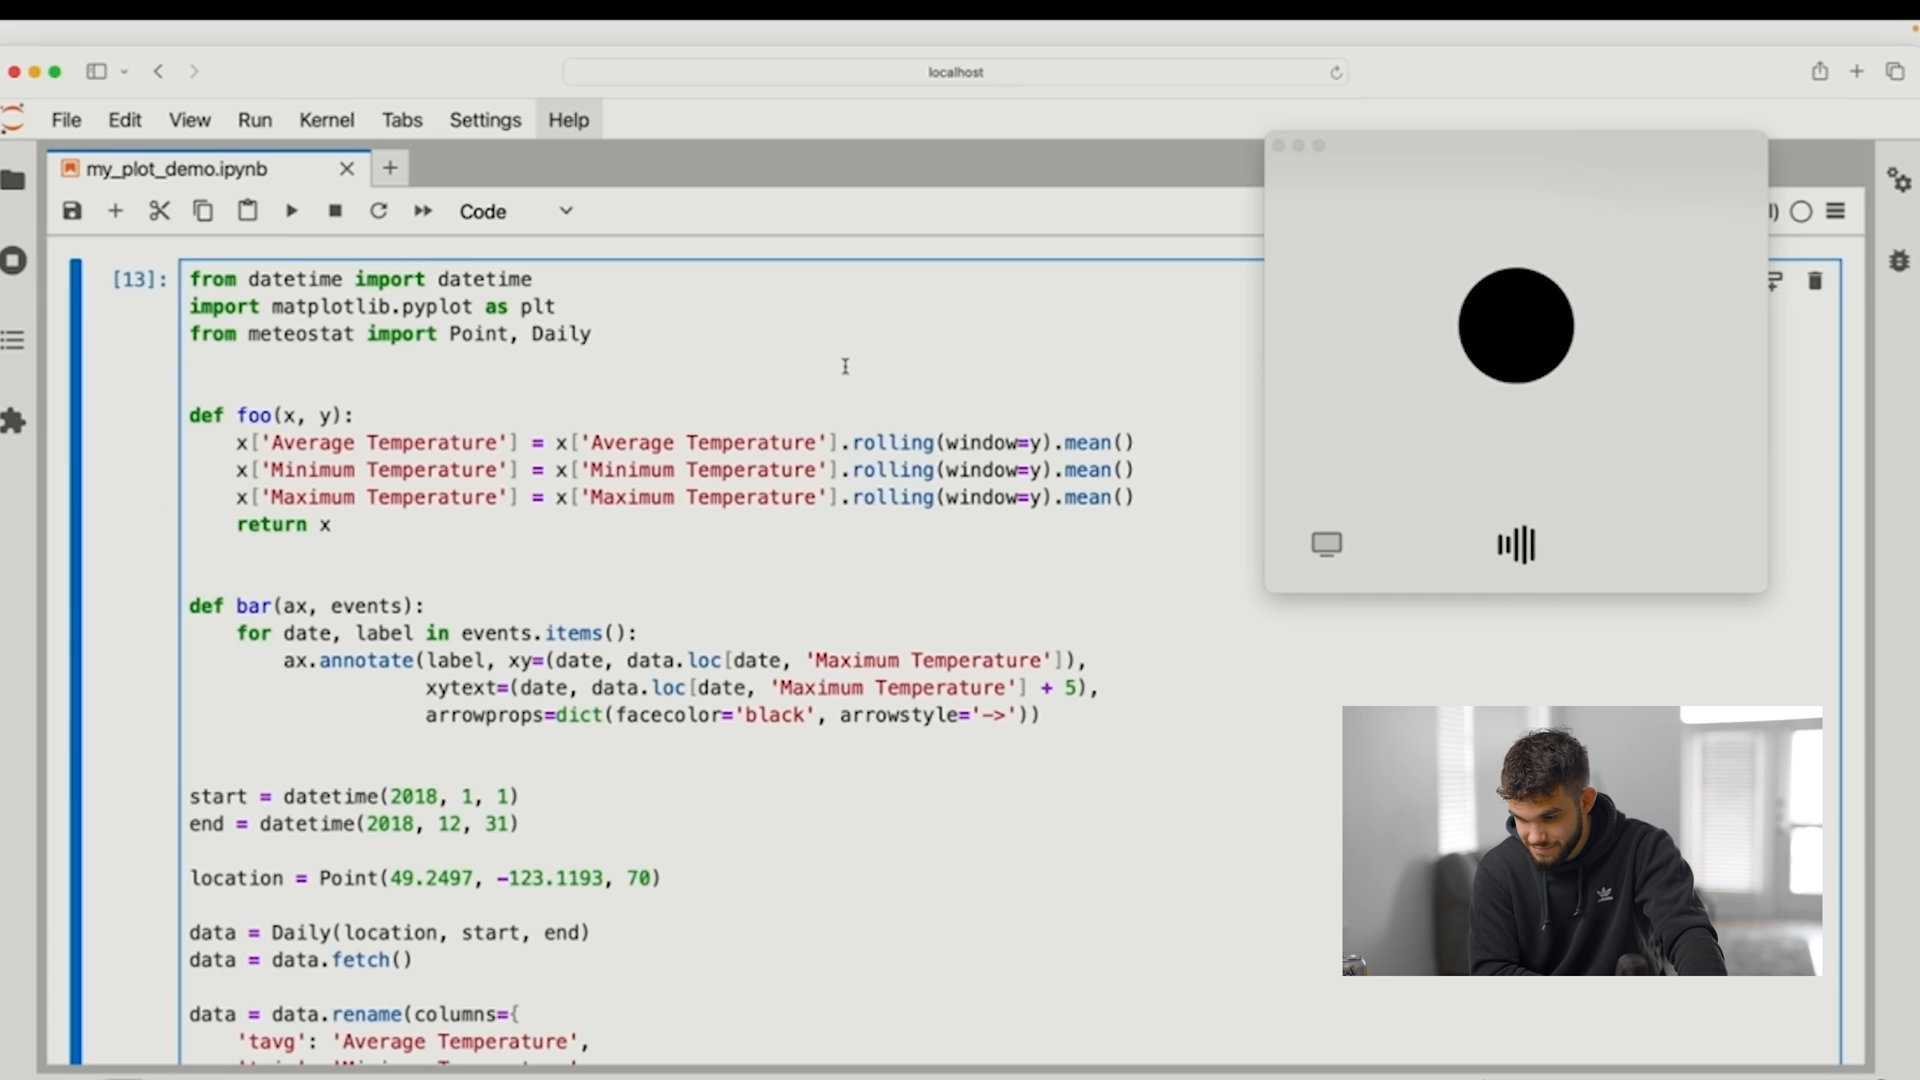 localhost
File Edit View Run Kernel Tabs Settings Help
my_plot_demo.ipynb
Code
[13]:
from datetime import datetime
import matplotlib.pyplot as plt
from meteostat import Point, Daily
def foo(x, y):
x['Average Temperature'] = x['Average Temperature'].rolling(window=y).mean()
x['Minimum Temperature'] = x['Minimum Temperature'].rolling(window=y).mean()
x['Maximum Temperature'] = x['Maximum Temperature'].rolling(window=y).mean()
return x
def bar(ax, events):
for date, label in events.items():
ax.annotate(label, xy=(date, data.loc[date, 'Maximum Temperature']),
xytext=(date, data.loc[date, 'Maximum Temperature'] + 5),
arrowprops=dict(facecolor='black', arrowstyle='->'))
start = datetime(2018, 1, 1)
end = datetime(2018, 12, 31)
location = Point(49.2497, -123.1193, 70)
data = Daily(location, start, end)
data = data.fetch()
data = data.rename(columns={
'tavg': 'Average Temperature',